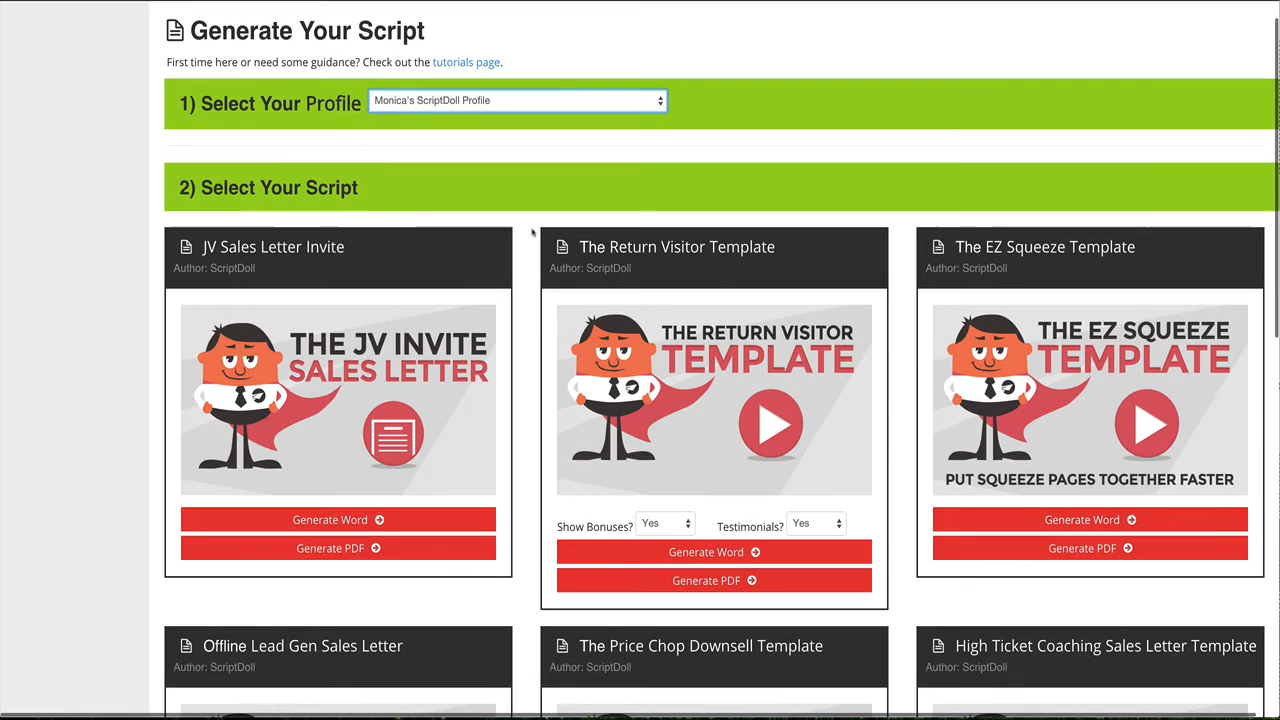 Generate Your Script
First time here or need some guidance? Check out the tutorials page.
1) Select Your Profile
Monica's ScriptDoll Profile
2) Select Your Script
JV Sales Letter Invite
Author: ScriptDoll
THE JV INVITE
SALES LETTER
Generate Word
Generate PDF
The Return Visitor Template
Author: ScriptDoll
THE RETURN VISITOR
TEMPLATE
Show Bonuses? Yes Testimonials? Yes
Generate Word
Generate PDF
The EZ Squeeze Template
Author: ScriptDoll
THE EZ SQUEEZE
TEMPLATE
PUT SQUEEZE PAGES TOGETHER FASTER
Generate Word
Generate PDF
Offline Lead Gen Sales Letter
Author: ScriptDoll
The Price Chop Downsell Template
Author: ScriptDoll
High Ticket Coaching Sales Letter Template
Author: ScriptDoll